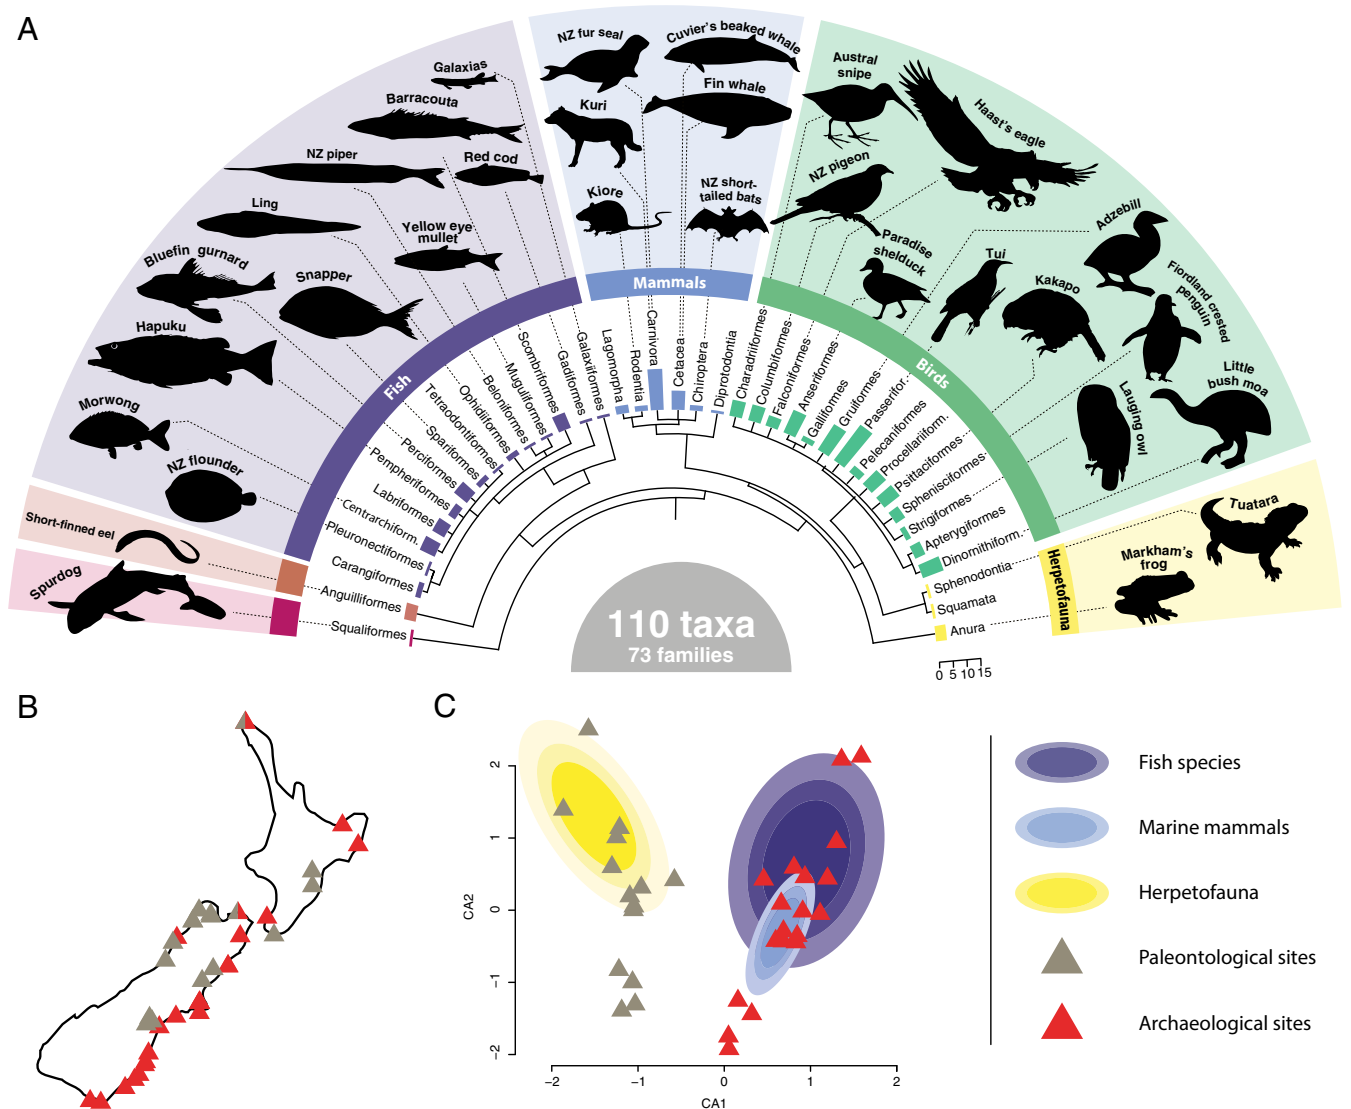 A
Galaxias
Barracouta
NZ piper
Red cod
Ling
Yellow eye
mullet
Bluefin gurnard
Snapper
Hapuku
Morwong
NZ flounder
Short-finned eel
Spurdog
Fish
NZ fur seal
Cuvier's beaked whale
Kuri
Fin whale
Kiore
NZ short-
tailed bats
Mammals
Austral
snipe
Haast's eagle
NZ pigeon
Adzebill
Paradise
shelduck
Tui
Kakapo
Fiordland crested
penguin
Little
bush moa
Lauging owl
Birds
Tuatara
Markham's
frog
Herpetofauna
Squaliformes
Anguilliformes
Carangiformes
Pleuronectiformes
Centrarchiform.
Labriformes
Pempheriformes
Perciformes
Spariformes
Tetraodontiformes
Ophidiiformes
Beloniformes
Muguliformes
Scombriformes
Gadiformes
Galaxiiformes
Lagomorpha
Rodentia
Carnivora
Cetacea
Chiroptera
Diprotodontia
Charadriiformes
Columbiformes
Falconiformes
Anseriformes
Galliformes
Gruiformes
Passerifor.
Pelecaniformes
Procellariiform.
Psittaciformes
Sphenisciformes
Strigiformes
Apterygiformes
Dinornithiform.
Sphenodontia
Squamata
Anura
110 taxa
73 families
0 5 10 15
B
C
CA2
2
1
0
−1
−2
−2 −1 0 1 2
CA1
Fish species
Marine mammals
Herpetofauna
Paleontological sites
Archaeological sites